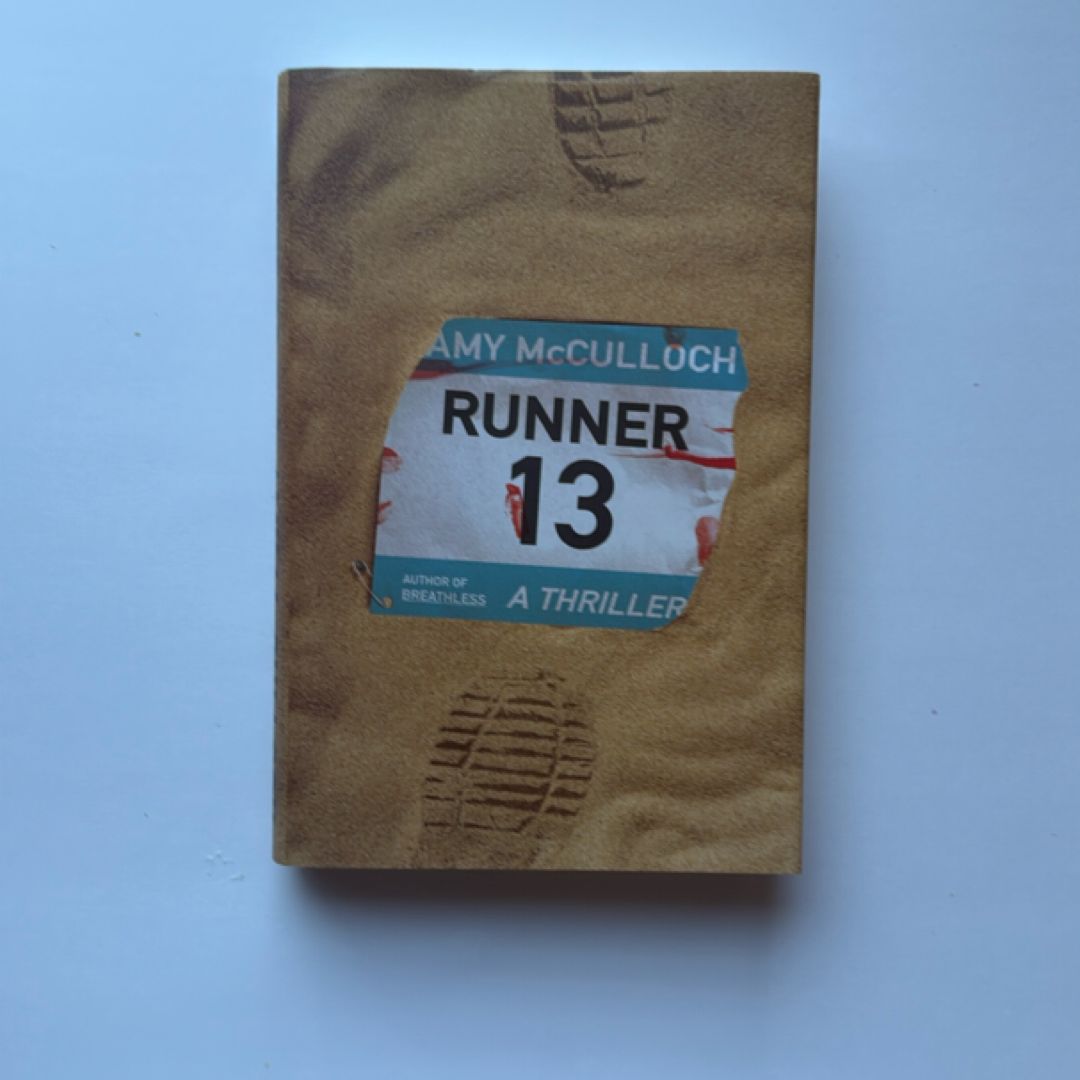 AMY McCULLOCH
RUNNER
13
AUTHOR OF
BREATHLESS
A THRILLER